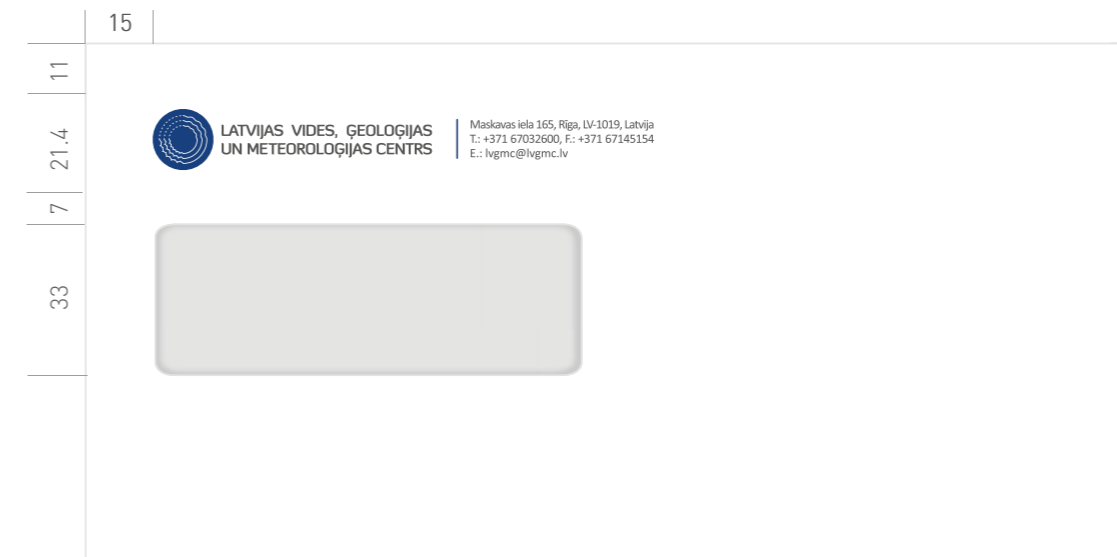 15
11
21.4
7
33
LATVIJAS VIDES, ĢEOLOĢIJAS
UN METEOROLOĢIJAS CENTRS
Maskavas iela 165, Rīga, LV-1019, Latvija
T.: +371 67032600, F.: +371 67145154
E.: lvgmc@lvgmc.lv